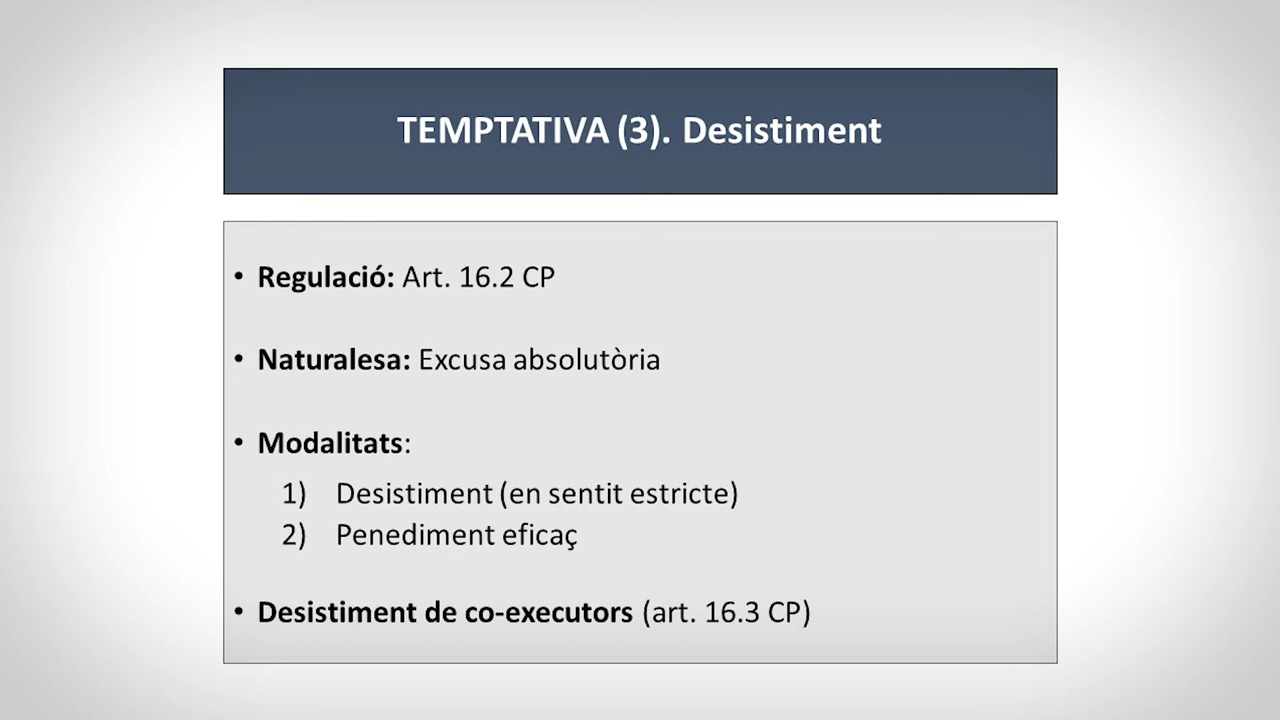 TEMPTATIVA (3). Desistiment
• Regulació: Art. 16.2 CP
• Naturalesa: Excusa absolutòria
• Modalitats:
1) Desistiment (en sentit estricte)
2) Penediment eficaç
• Desistiment de co-executors (art. 16.3 CP)